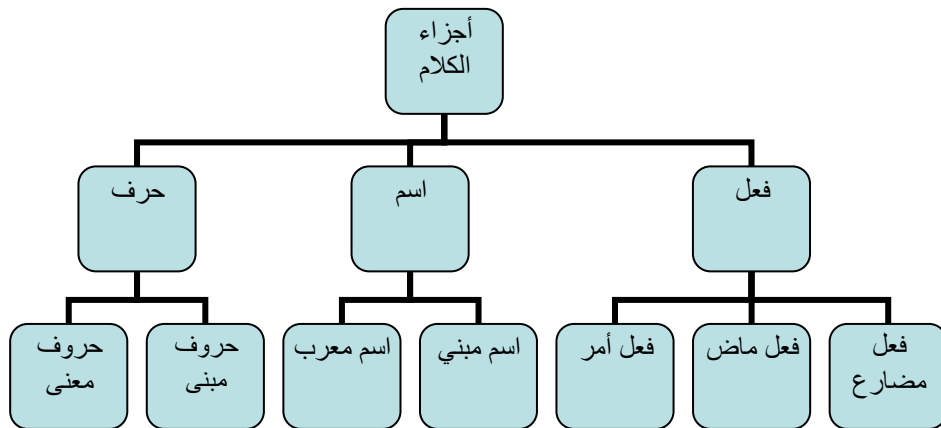 أجزاء
الكلام
فعل
اسم
حرف
فعل
مضارع
فعل ماض
فعل أمر
اسم مبني
اسم معرب
حروف
مبنى
حروف
معنى